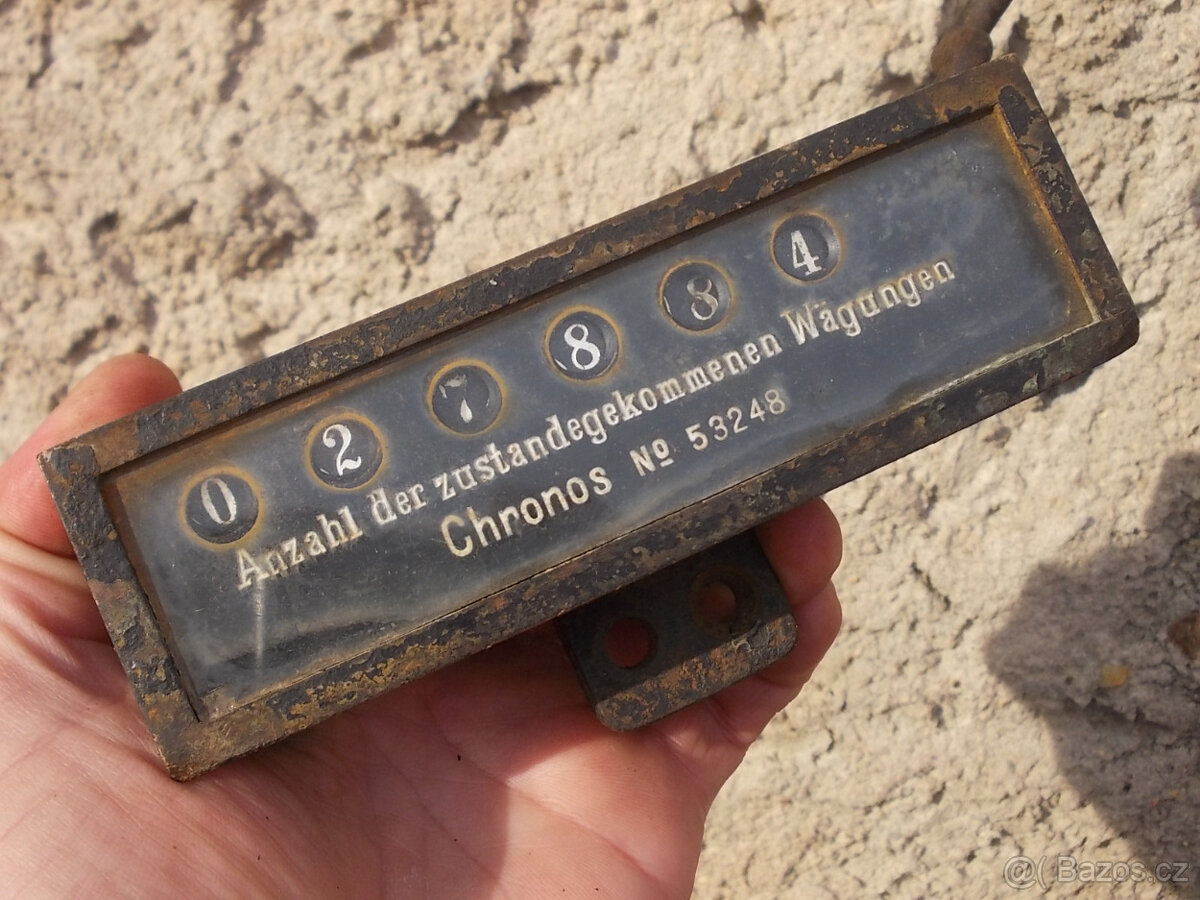 0 2 7 8 8 4
Anzahl der zustandegekommenen Wägungen
Chronos Nº 53248
@( Bazos.cz